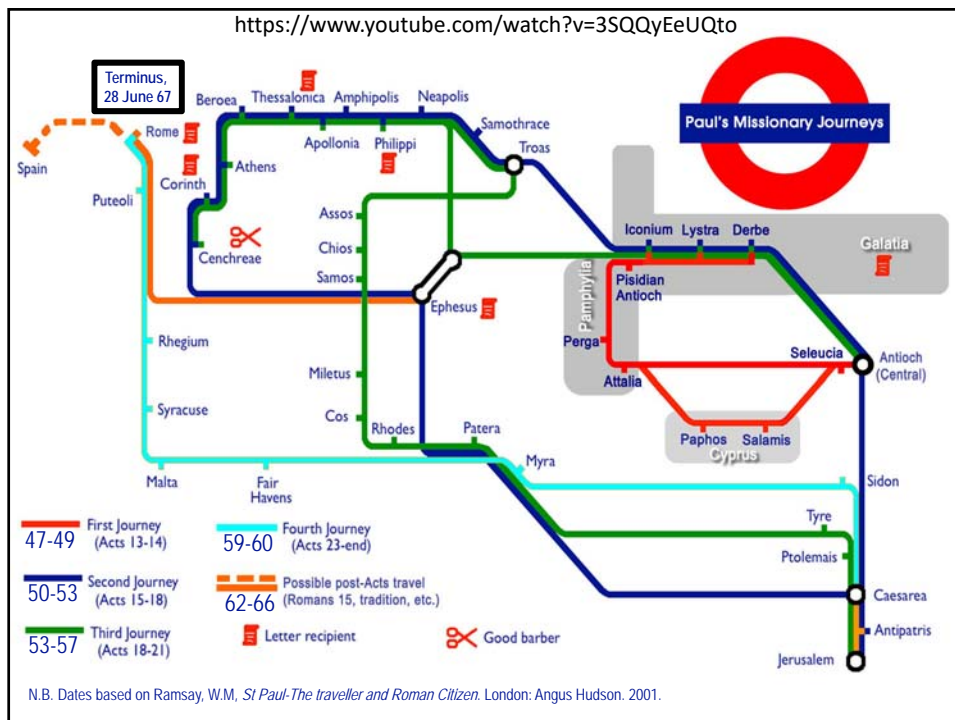 https://www.youtube.com/watch?v=3SQQyEeUQto
Terminus,
28 June 67
Paul's Missionary Journeys
Spain
Rome
Puteoli
Corinth
Cenchreae
Athens
Beroea
Thessalonica
Amphipolis
Neapolis
Apollonia
Philippi
Samothrace
Troas
Assos
Chios
Samos
Ephesus
Miletus
Cos
Rhodes
Patera
Iconium
Lystra
Derbe
Galatia
Pisidian
Antioch
Pamphylia
Perga
Attalia
Seleucia
Antioch
(Central)
Paphos
Salamis
Cyprus
Rhegium
Syracuse
Malta
Fair
Havens
Myra
Sidon
Tyre
Ptolemais
Caesarea
Antipatris
Jerusalem
First Journey
47-49 (Acts 13-14)
Second Journey
50-53 (Acts 15-18)
Third Journey
53-57 (Acts 18-21)
Fourth Journey
59-60 (Acts 23-end)
Possible post-Acts travel
62-66 (Romans 15, tradition, etc.)
Letter recipient
Good barber
N.B. Dates based on Ramsay, W.M, St Paul-The traveller and Roman Citizen. London: Angus Hudson. 2001.